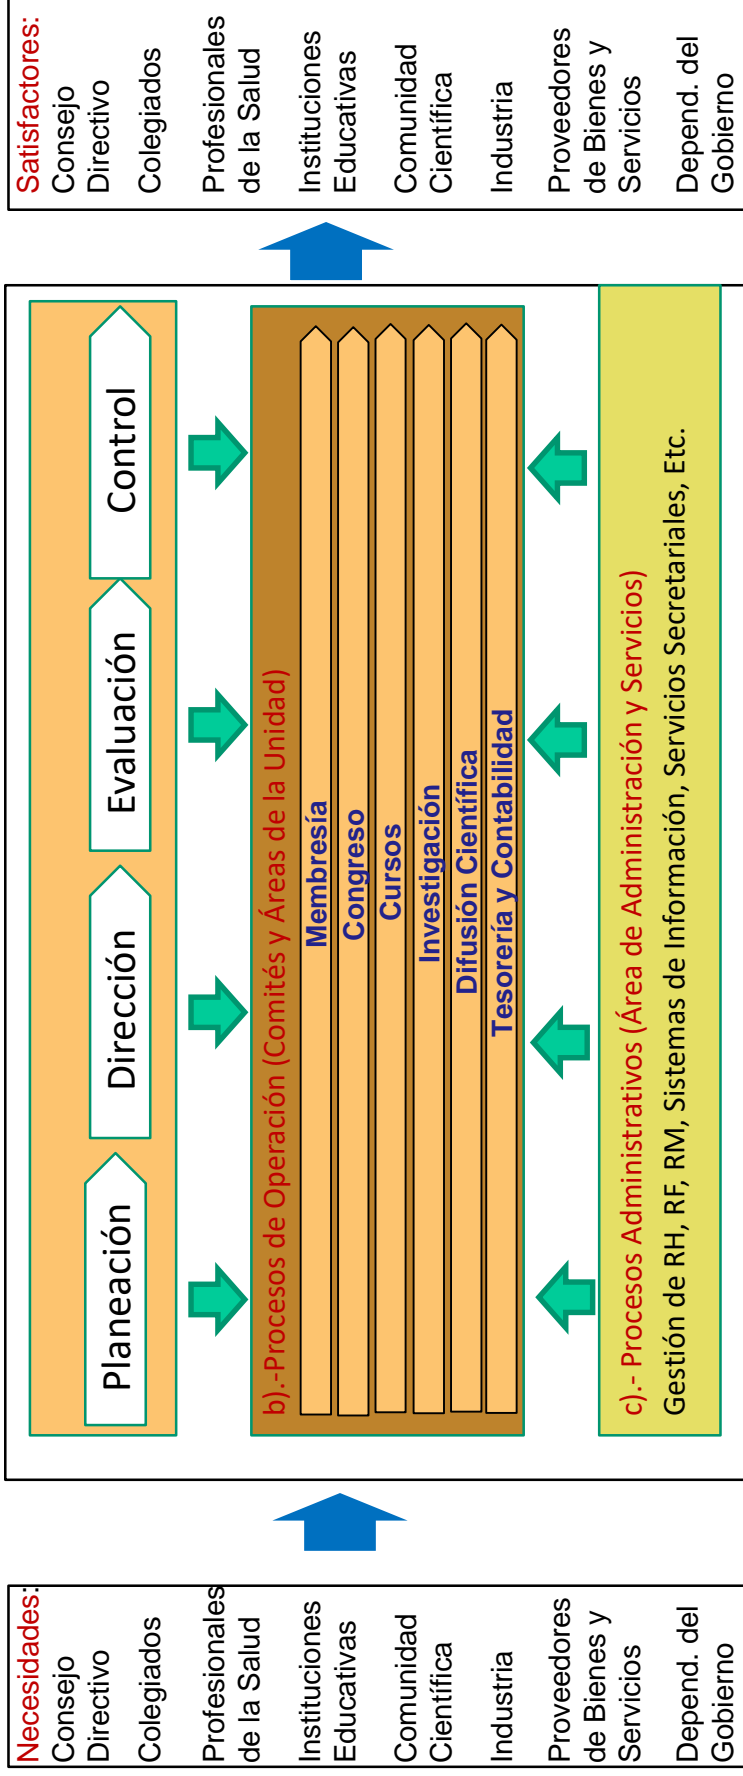 Necesidades:
Consejo
Directivo
Colegiados
Profesionales
de la Salud
Instituciones
Educativas
Comunidad
Científica
Industria
Proveedores
de Bienes y
Servicios
Depend. del
Gobierno
Planeación
Dirección
Evaluación
Control
b).-Procesos de Operación (Comités y Áreas de la Unidad)
Membresía
Congreso
Cursos
Investigación
Difusión Científica
Tesorería y Contabilidad
c).- Procesos Administrativos (Área de Administración y Servicios)
Gestión de RH, RF, RM, Sistemas de Información, Servicios Secretariales, Etc.
Satisfactores:
Consejo
Directivo
Colegiados
Profesionales
de la Salud
Instituciones
Educativas
Comunidad
Científica
Industria
Proveedores
de Bienes y
Servicios
Depend. del
Gobierno